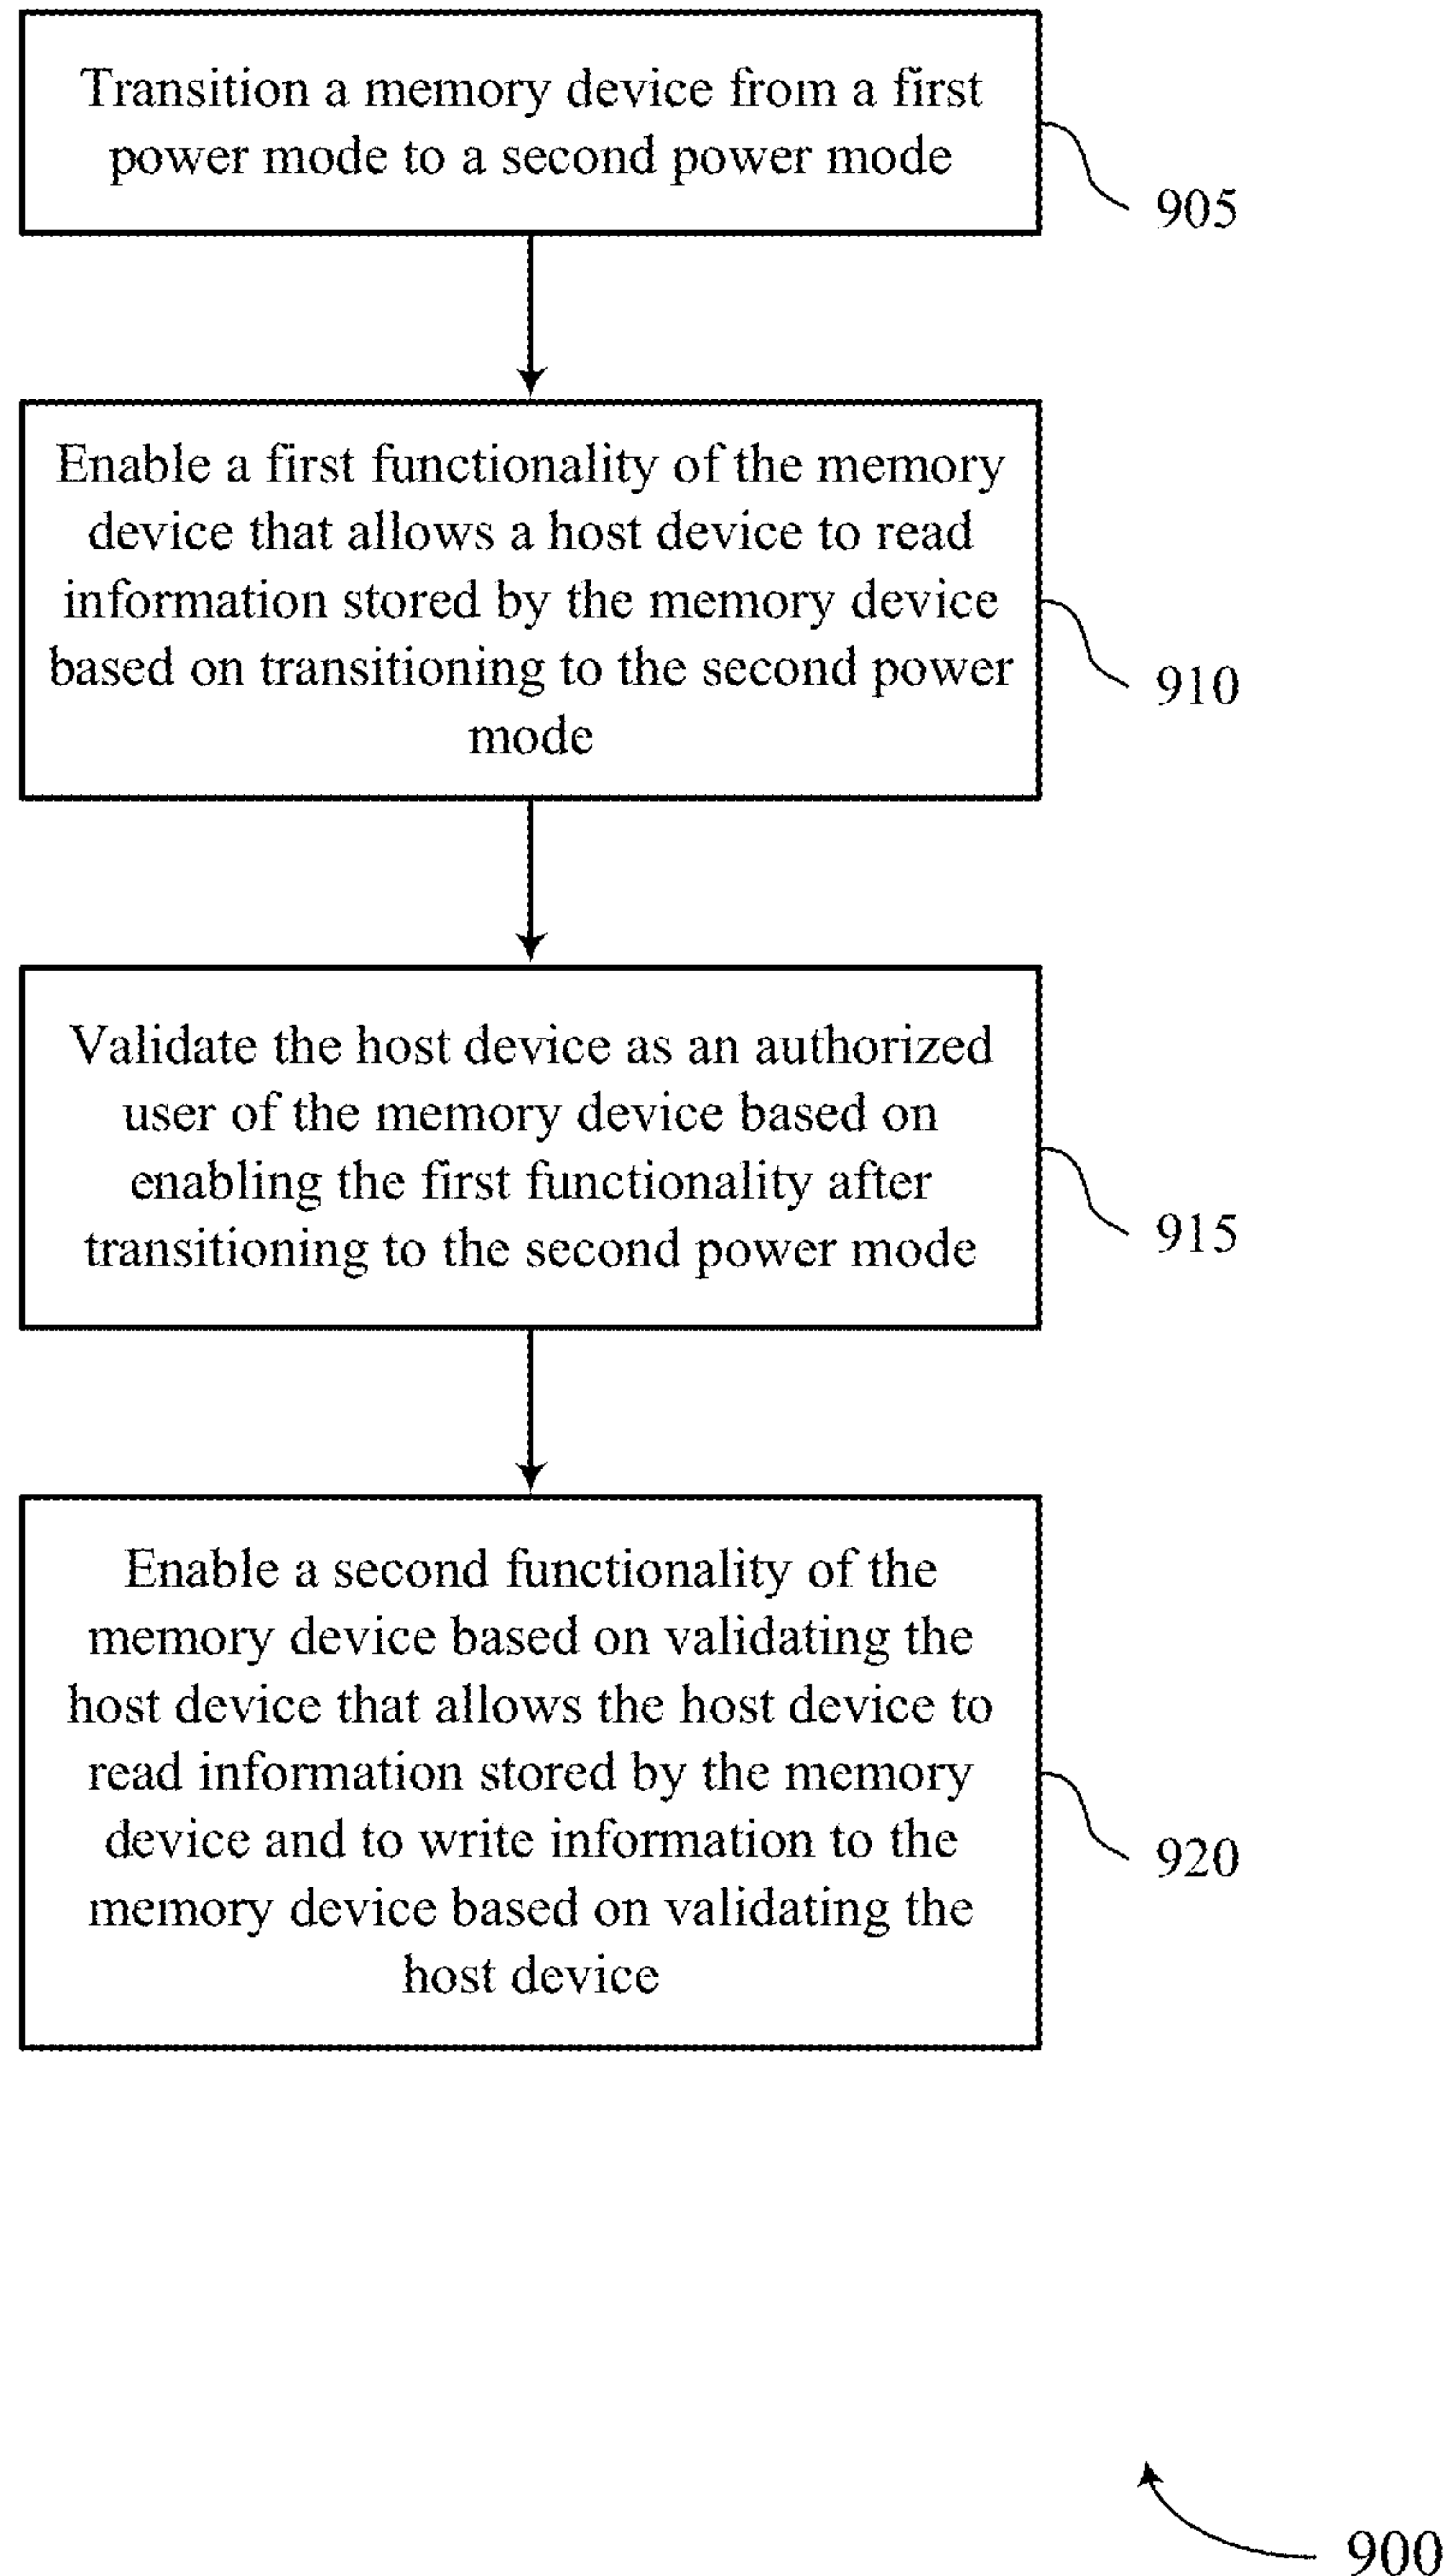 Transition a memory device from a first
power mode to a second power mode
905
Enable a first functionality of the memory
device that allows a host device to read
information stored by the memory device
based on transitioning to the second power
mode
910
Validate the host device as an authorized
user of the memory device based on
enabling the first functionality after
transitioning to the second power mode
915
Enable a second functionality of the
memory device based on validating the
host device that allows the host device to
read information stored by the memory
device and to write information to the
memory device based on validating the
host device
920
900